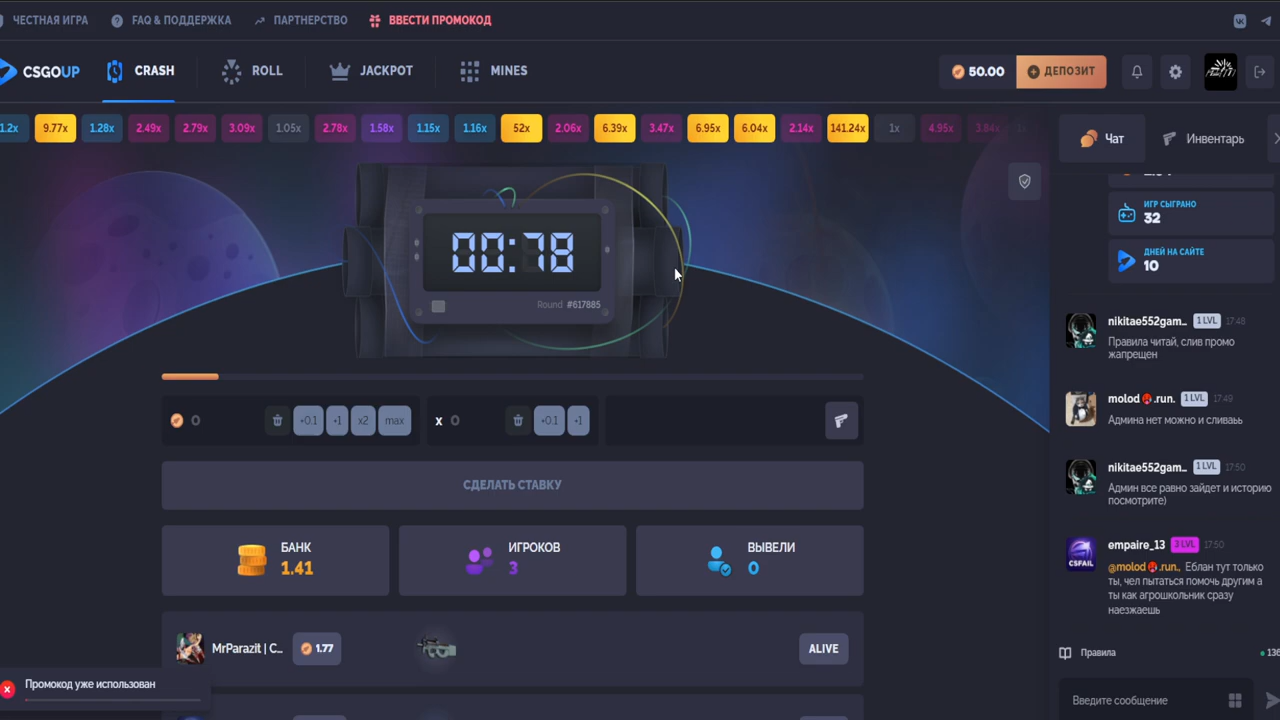 ЧЕСТНАЯ ИГРА
FAQ & ПОДДЕРЖКА
ПАРТНЕРСТВО
ВВЕСТИ ПРОМОКОД
CSGOUP
CRASH
ROLL
JACKPOT
MINES
50.00
ДЕПОЗИТ
1.2x 9.77x 1.28x 2.49x 2.79x 3.09x 1.05x 2.78x 1.58x 1.15x 1.16x 52x 2.06x 6.39x 3.47x 6.95x 6.04x 2.14x 141.24x 1x 4.95x 3.84x
00:78
Round #617885
0
+0.1
+1
x2
max
x 0
+0.1
+1
СДЕЛАТЬ СТАВКУ
БАНК
1.41
ИГРОКОВ
3
ВЫВЕЛИ
0
MrParazit | C...
1.77
ALIVE
Промокод уже использован
Чат
Инвентарь
ИГР СЫГРАНО
32
ДНЕЙ НА САЙТЕ
10
nikitae552gam... 1 LVL 17:48
Правила читай, слив промо
жапрещен
molod .run. 1 LVL 17:49
Админа нет можно и сливаьь
nikitae552gam... 1 LVL 17:50
Админ все равно зайдет и историю
посмотрите)
CSFAIL
empaire_13 3 LVL 17:50
@molod .run., Еблан тут только
ты, чел пытаться помочь другим а
ты как агрошкольник сразу
наезжаешь
Правила
136
Введите сообщение